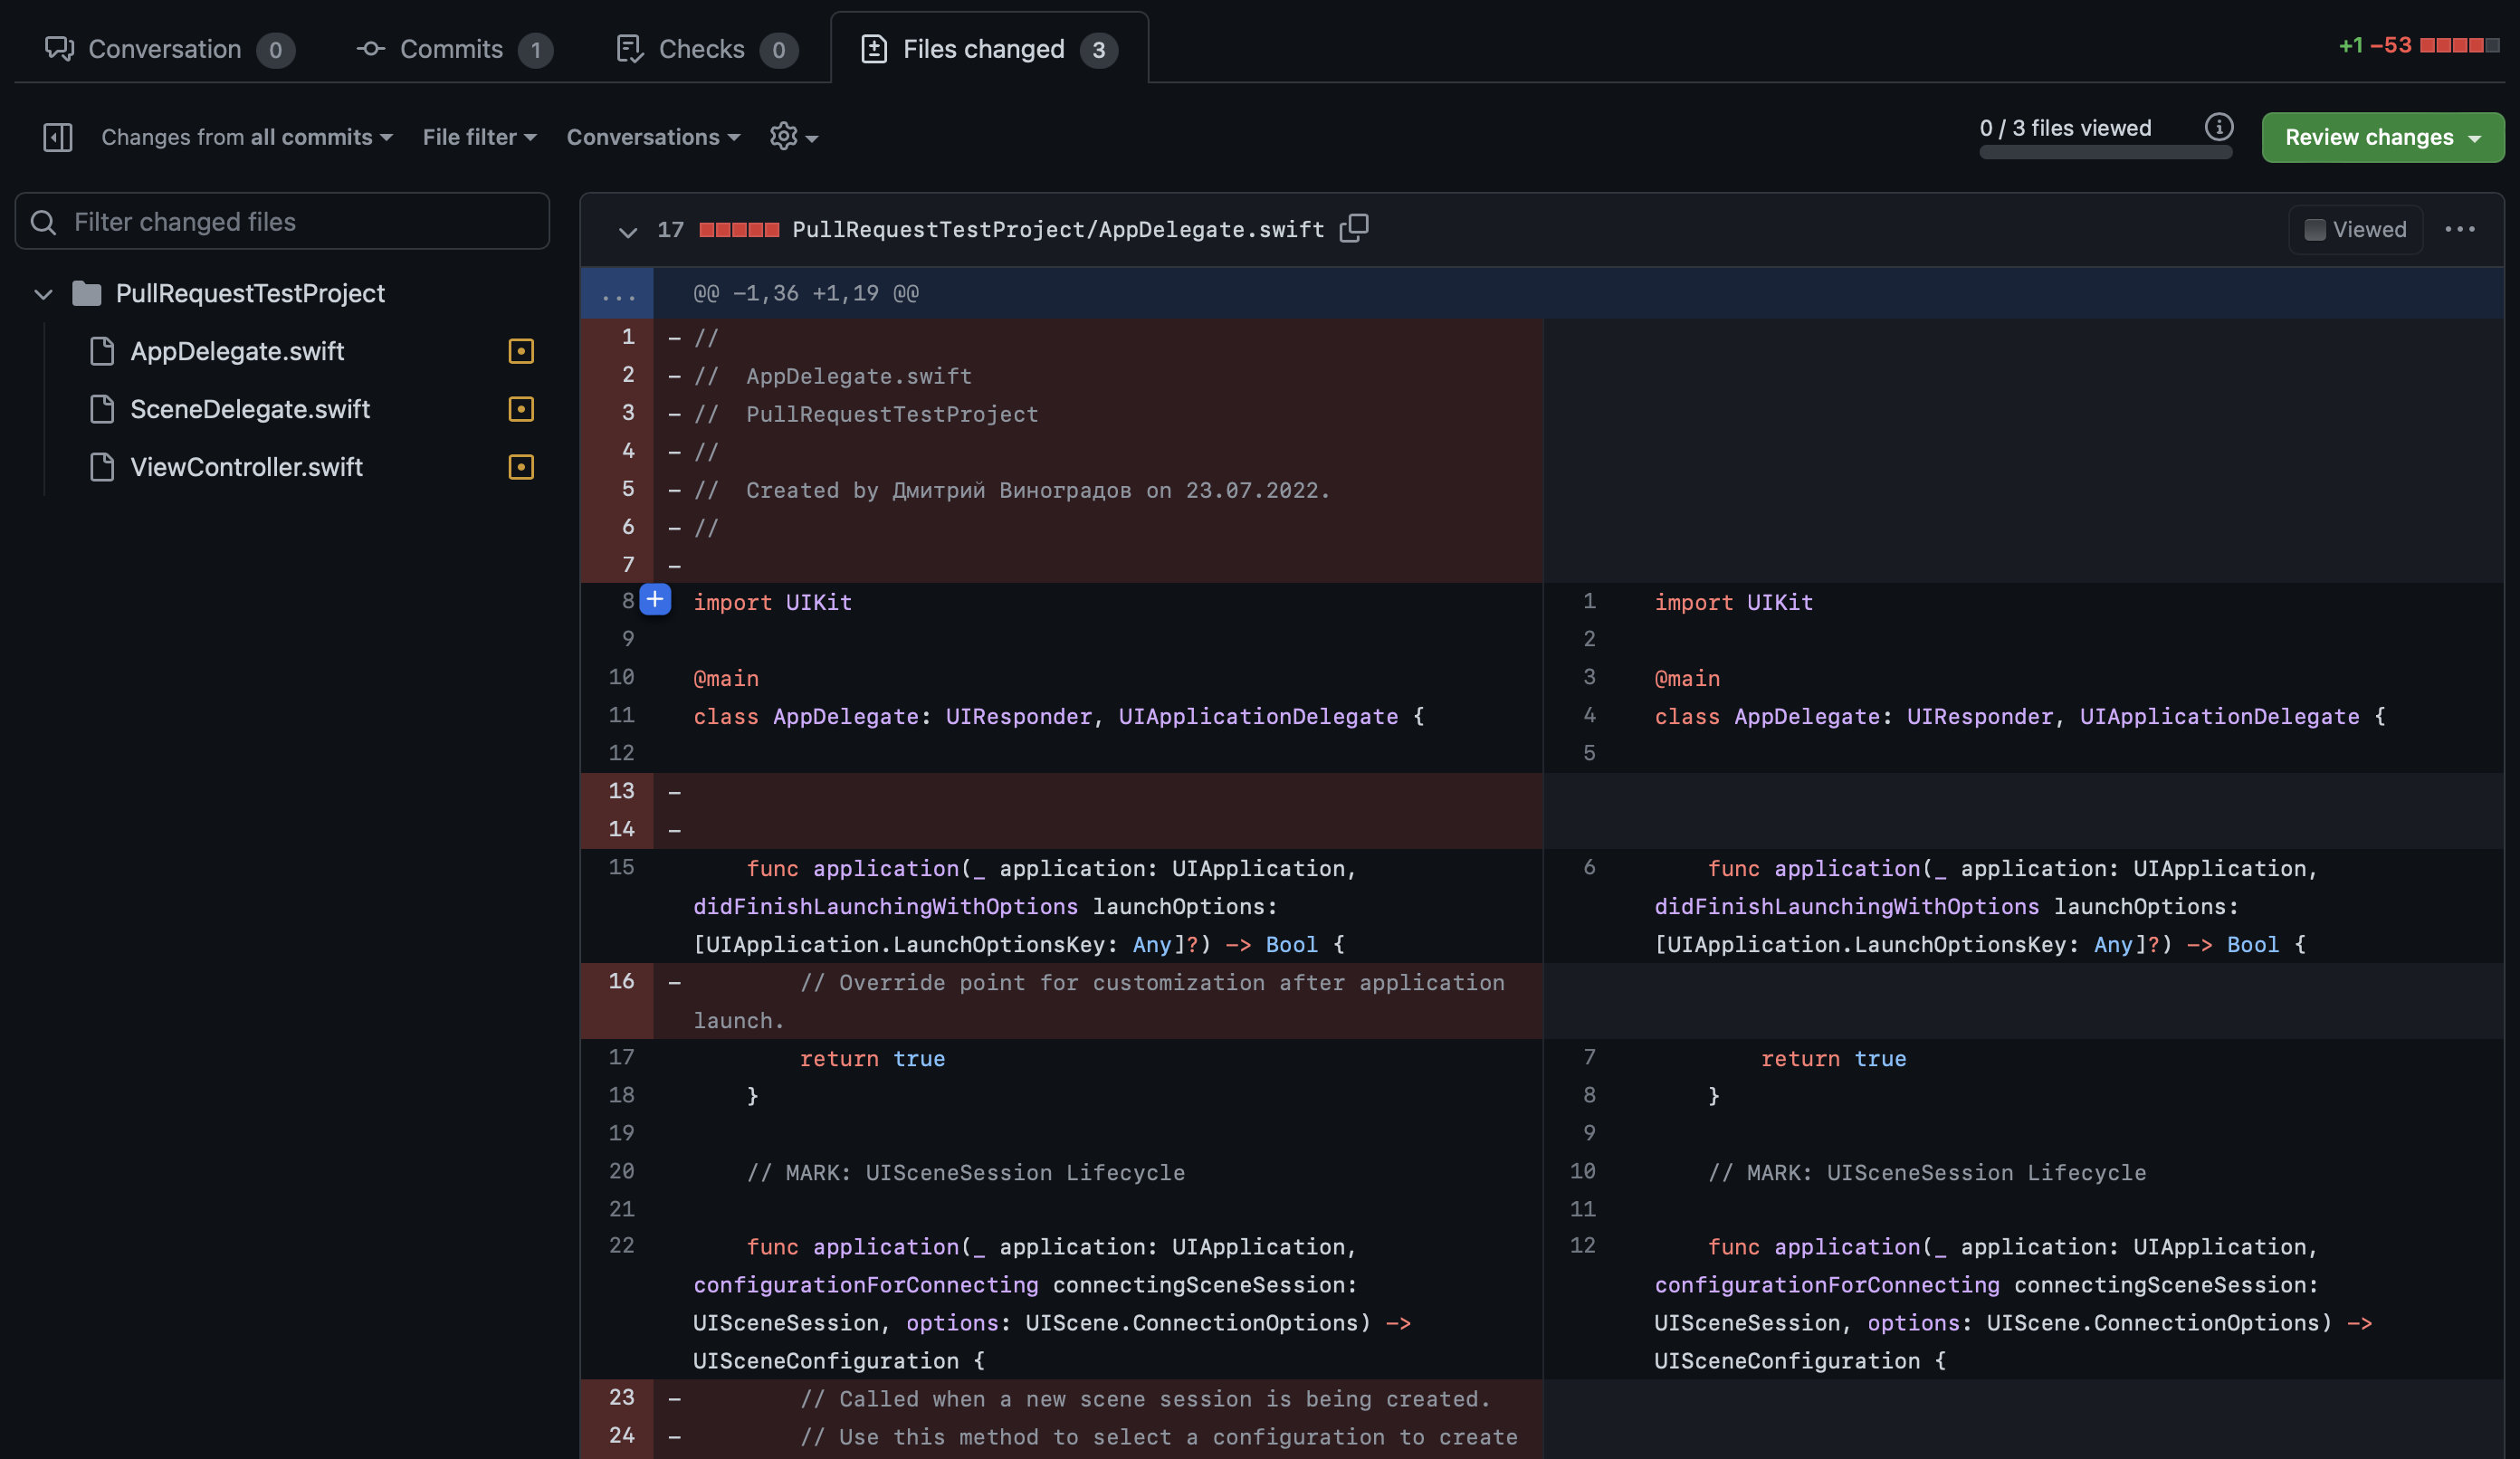 Conversation 0 Commits 1 Checks 0 Files changed 3 +1 −53
Changes from all commits File filter Conversations 0 / 3 files viewed Review changes
Filter changed files
PullRequestTestProject
AppDelegate.swift
SceneDelegate.swift
ViewController.swift
17 PullRequestTestProject/AppDelegate.swift Viewed ...
... @@ -1,36 +1,19 @@
1 - //
2 - //  AppDelegate.swift
3 - //  PullRequestTestProject
4 - //
5 - //  Created by Дмитрий Виноградов on 23.07.2022.
6 - //
7 -
8 + import UIKit
9
10 @main
11 class AppDelegate: UIResponder, UIApplicationDelegate {
12
13 -
14 -
15     func application(_ application: UIApplication,
didFinishLaunchingWithOptions launchOptions:
[UIApplication.LaunchOptionsKey: Any]?) -> Bool {
16 -         // Override point for customization after application
launch.
17         return true
18     }
19
20     // MARK: UISceneSession Lifecycle
21
22     func application(_ application: UIApplication,
configurationForConnecting connectingSceneSession:
UISceneSession, options: UIScene.ConnectionOptions) ->
UISceneConfiguration {
23 -         // Called when a new scene session is being created.
24 -         // Use this method to select a configuration to create
1 import UIKit
2
3 @main
4 class AppDelegate: UIResponder, UIApplicationDelegate {
5
6     func application(_ application: UIApplication,
didFinishLaunchingWithOptions launchOptions:
[UIApplication.LaunchOptionsKey: Any]?) -> Bool {
7         return true
8     }
9
10     // MARK: UISceneSession Lifecycle
11
12     func application(_ application: UIApplication,
configurationForConnecting connectingSceneSession:
UISceneSession, options: UIScene.ConnectionOptions) ->
UISceneConfiguration {